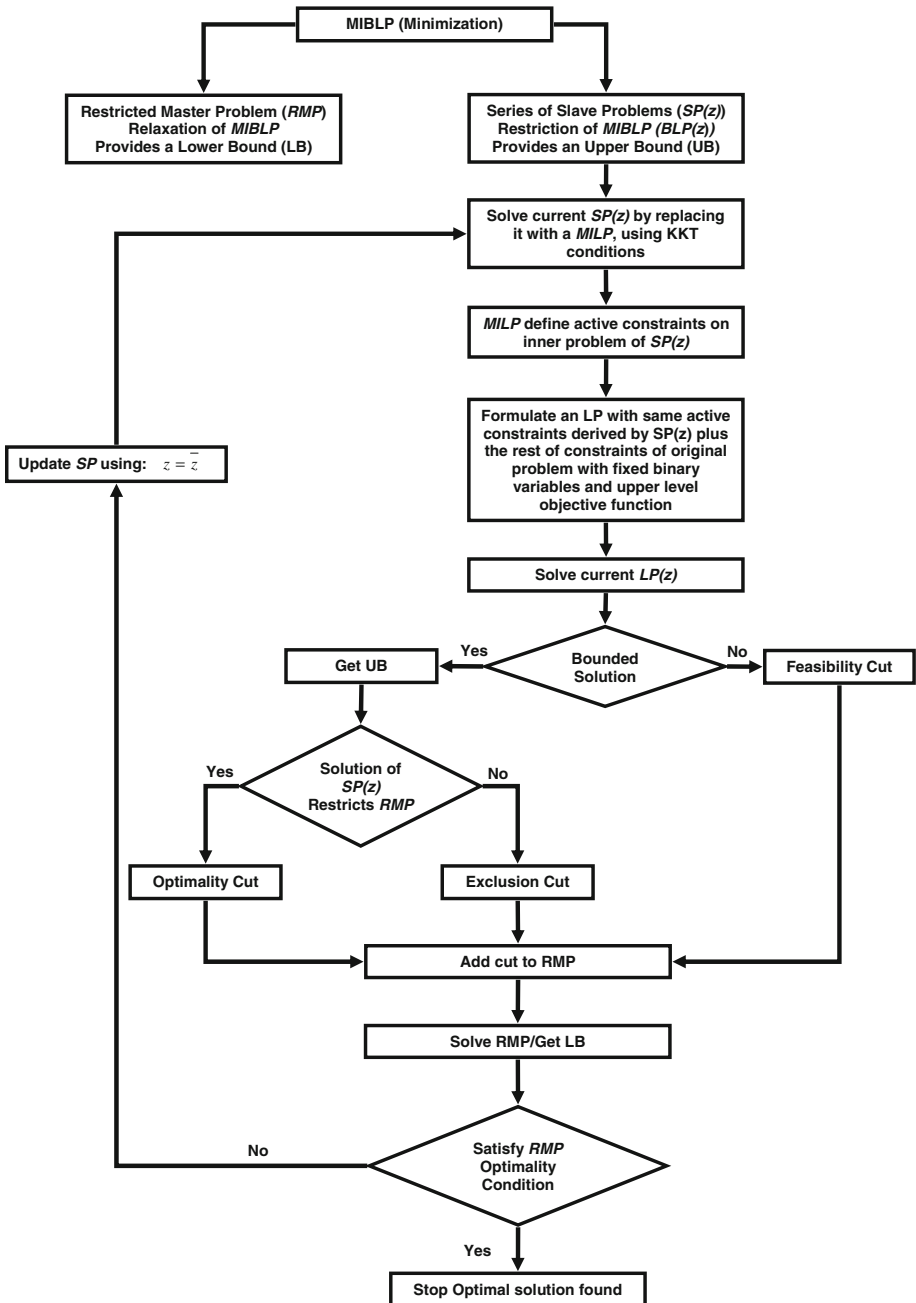 MIBLP (Minimization)
Restricted Master Problem (RMP)
Relaxation of MIBLP
Provides a Lower Bound (LB)
Series of Slave Problems (SP(z))
Restriction of MIBLP (BLP(z))
Provides an Upper Bound (UB)
Solve current SP(z) by replacing
it with a MILP, using KKT
conditions
MILP define active constraints on
inner problem of SP(z)
Formulate an LP with same active
constraints derived by SP(z) plus
the rest of constraints of original
problem with fixed binary
variables and upper level
objective function
Update SP using: z = z̅
Solve current LP(z)
Bounded
Solution
Yes
No
Get UB
Feasibility Cut
Solution of
SP(z)
Restricts RMP
Yes
No
Optimality Cut
Exclusion Cut
Add cut to RMP
Solve RMP/Get LB
Satisfy RMP
Optimality
Condition
No
Yes
Stop Optimal solution found